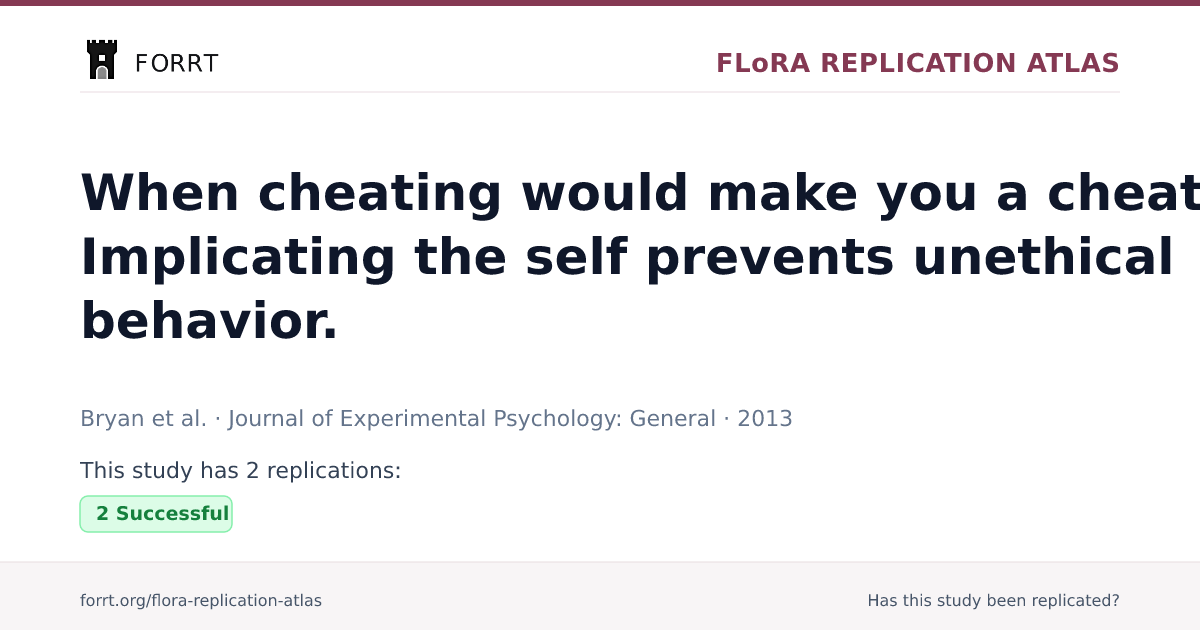 FORRT
FLoRA REPLICATION ATLAS
When cheating would make you a cheat
Implicating the self prevents unethical
behavior.
Bryan et al. · Journal of Experimental Psychology: General · 2013
This study has 2 replications:
2 Successful
forrt.org/flora-replication-atlas
Has this study been replicated?